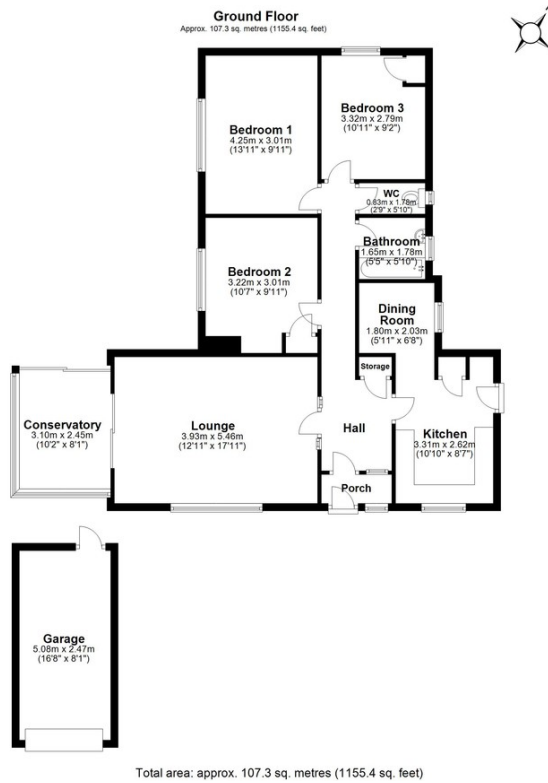 Ground Floor
Approx. 107.3 sq. metres (1155.4 sq. feet)
Bedroom 1
4.25m x 3.01m
(13'11" x 9'11")
Bedroom 3
3.32m x 2.79m
(10'11" x 9'2")
WC
0.83m x 1.78m
(2'9" x 5'10")
Bathroom
1.65m x 1.78m
(5'5" x 5'10")
Bedroom 2
3.22m x 3.01m
(10'7" x 9'11")
Dining
Room
1.80m x 2.03m
(5'11" x 6'8")
Storage
Conservatory
3.10m x 2.45m
(10'2" x 8'1")
Lounge
3.93m x 5.46m
(12'11" x 17'11")
Hall
Kitchen
3.31m x 2.62m
(10'10" x 8'7")
Porch
Garage
5.08m x 2.47m
(16'8" x 8'1")
Total area: approx. 107.3 sq. metres (1155.4 sq. feet)